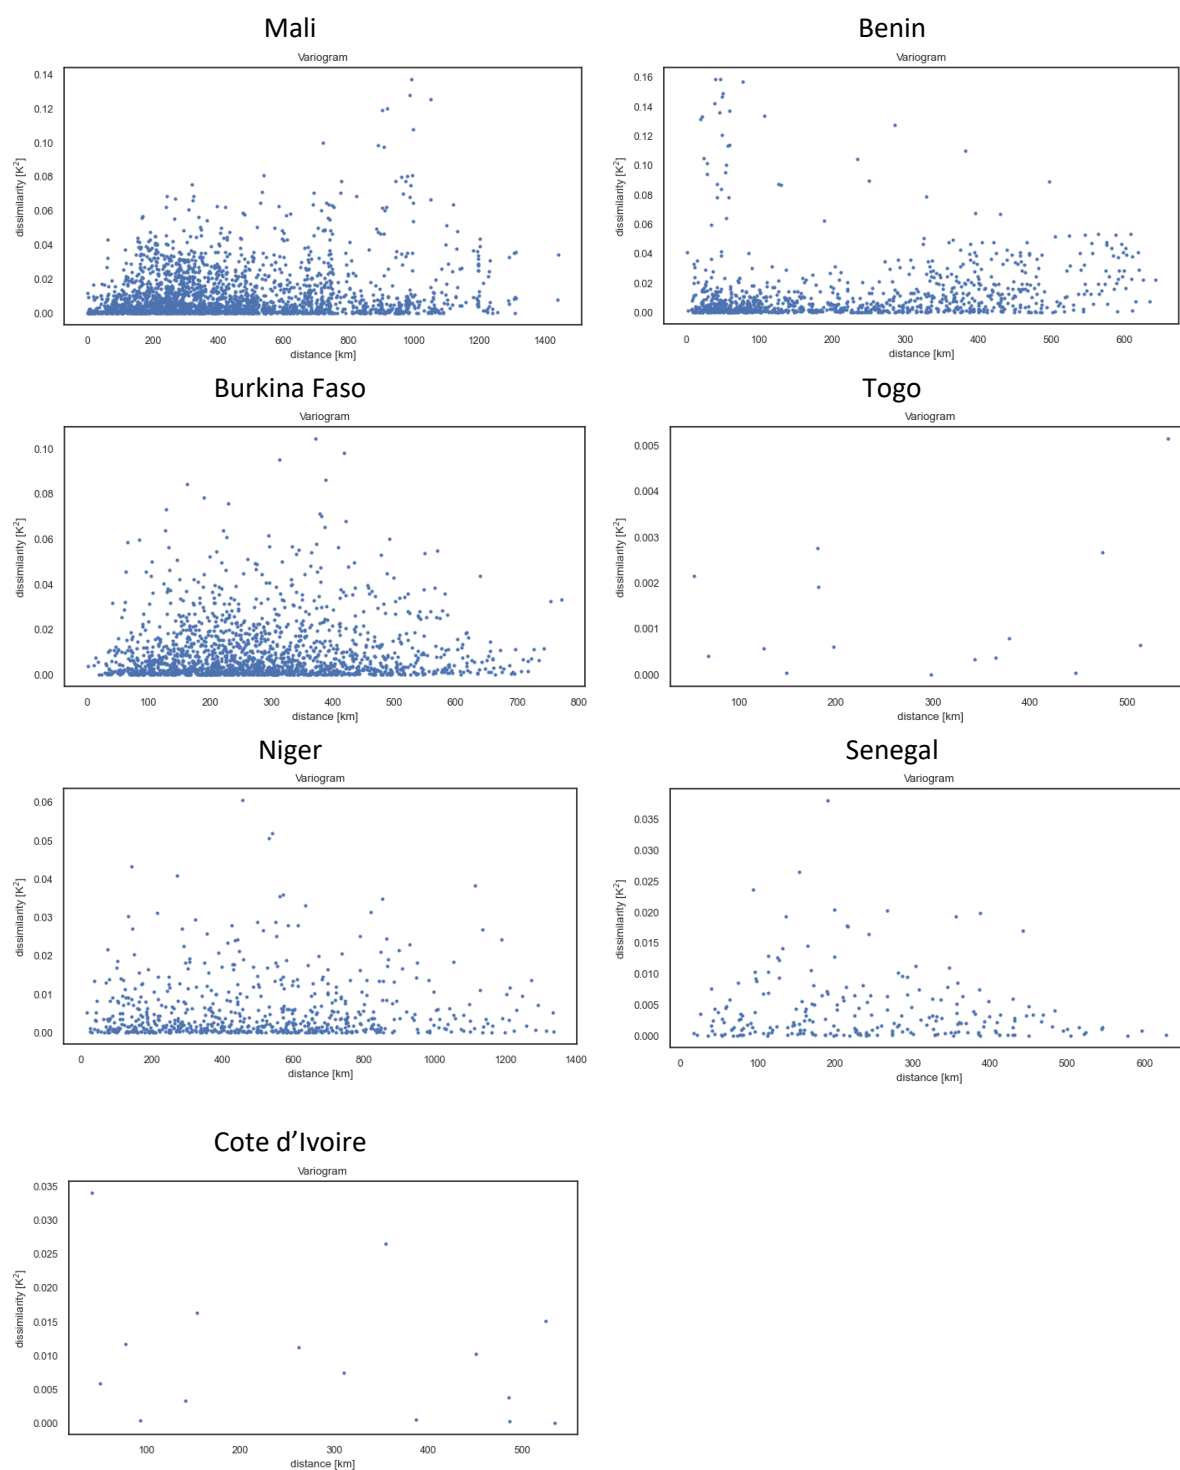 Mali
Variogram
0.14
0.12
0.10
0.08
0.06
0.04
0.02
0.00
dissimilarity [K²]
0 200 400 600 800 1000 1200 1400
distance [km]
Benin
Variogram
0.16
0.14
0.12
0.10
0.08
0.06
0.04
0.02
0.00
dissimilarity [K²]
0 100 200 300 400 500 600
distance [km]
Burkina Faso
Variogram
0.10
0.08
0.06
0.04
0.02
0.00
dissimilarity [K²]
0 100 200 300 400 500 600 700 800
distance [km]
Togo
Variogram
0.005
0.004
0.003
0.002
0.001
0.000
dissimilarity [K²]
100 200 300 400 500
distance [km]
Niger
Variogram
0.06
0.05
0.04
0.03
0.02
0.01
0.00
dissimilarity [K²]
0 200 400 600 800 1000 1200 1400
distance [km]
Senegal
Variogram
0.035
0.030
0.025
0.020
0.015
0.010
0.005
0.000
dissimilarity [K²]
0 100 200 300 400 500 600
distance [km]
Cote d’Ivoire
Variogram
0.035
0.030
0.025
0.020
0.015
0.010
0.005
0.000
dissimilarity [K²]
100 200 300 400 500
distance [km]